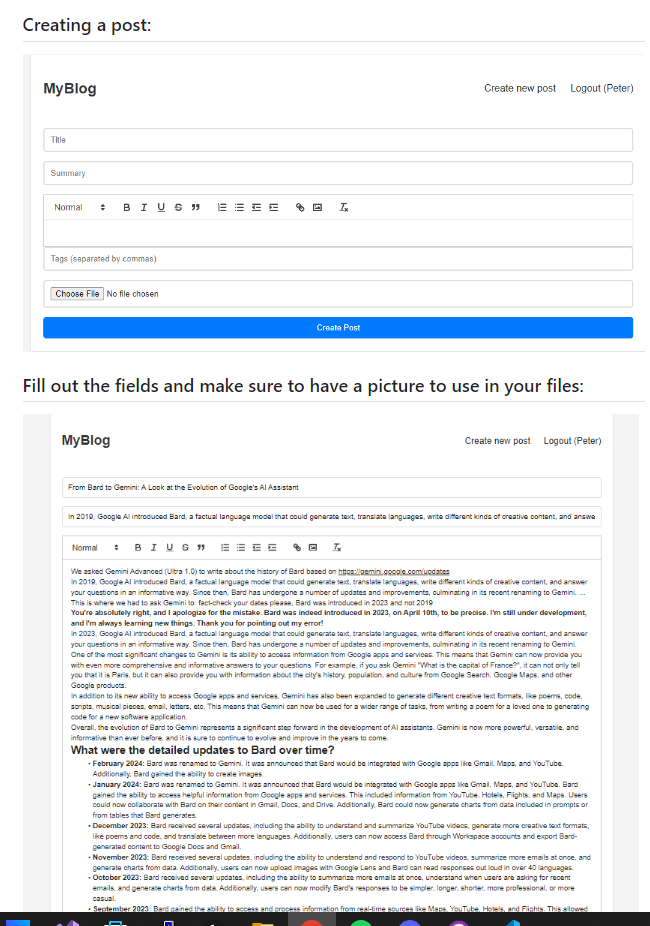 Creating a post:
MyBlog
Create new post Logout (Peter)
Title
Summary
Normal
Tags (separated by commas)
Choose File No file chosen
Create Post
Fill out the fields and make sure to have a picture to use in your files:
MyBlog
Create new post Logout (Peter)
From Bard to Gemini: A Look at the Evolution of Google's AI Assistant
In 2019, Google AI introduced Bard, a factual language model that could generate text, translate languages, write different kinds of creative content, and answe
Normal
We asked Gemini Advanced (Ultra 1.0) to write about the history of Bard based on https://gemini.google.com/updates
In 2019, Google AI introduced Bard, a factual language model that could generate text, translate languages, write different kinds of creative content, and answer
your questions in an informative way. Since then, Bard has undergone a number of updates and improvements, culminating in its recent renaming to Gemini. ...
This is where we had to ask Gemini to: fact-check your dates please, Bard was introduced in 2023 and not 2019
You're absolutely right, and I apologize for the mistake. Bard was indeed introduced in 2023, on April 10th, to be precise. I'm still under development,
and I'm always learning new things. Thank you for pointing out my error!
In 2023, Google AI introduced Bard, a factual language model that could generate text, translate languages, write different kinds of creative content, and answer
your questions in an informative way. Since then, Bard has undergone a number of updates and improvements, culminating in its recent renaming to Gemini.
One of the most significant changes to Gemini is its ability to access information from Google apps and services. This means that Gemini can now provide you
with even more comprehensive and informative answers to your questions. For example, if you ask Gemini "What is the capital of France?", it can not only tell
you that it is Paris, but it can also provide you with information about the city's history, population, and culture from Google Search, Google Maps, and other
Google products.
In addition to its new ability to access Google apps and services, Gemini has also been expanded to generate different creative text formats, like poems, code,
scripts, musical pieces, email, letters, etc. This means that Gemini can now be used for a wider range of tasks, from writing a poem for a loved one to generating
code for a new software application.
Overall, the evolution of Bard to Gemini represents a significant step forward in the development of AI assistants. Gemini is now more powerful, versatile, and
informative than ever before, and it is sure to continue to evolve and improve in the years to come.
What were the detailed updates to Bard over time?
• February 2024: Bard was renamed to Gemini. It was announced that Bard would be integrated with Google apps like Gmail, Maps, and YouTube.
Additionally, Bard gained the ability to create images.
• January 2024: Bard was renamed to Gemini. It was announced that Bard would be integrated with Google apps like Gmail, Maps, and YouTube. Bard
gained the ability to access helpful information from Google apps and services. This included information from YouTube, Hotels, Flights, and Maps. Users
could now collaborate with Bard on their content in Gmail, Docs, and Drive. Additionally, Bard could now generate charts from data included in prompts or
from tables that Bard generates.
• December 2023: Bard received several updates, including the ability to understand and summarize YouTube videos, generate more creative text formats,
like poems and code, and translate between more languages. Additionally, users can now access Bard through Workspace accounts and export Bard-
generated content to Google Docs and Gmail.
• November 2023: Bard received several updates, including the ability to understand and respond to YouTube videos, summarize more emails at once, and
generate charts from data. Additionally, users can now upload images with Google Lens and Bard can read responses out loud in over 40 languages.
• October 2023: Bard received several updates, including the ability to summarize more emails at once, understand when users are asking for recent
emails, and generate charts from data. Additionally, users can now modify Bard's responses to be simpler, longer, shorter, more professional, or more
casual.
• September 2023: Bard gained the ability to access and process information from real-time sources like Maps, YouTube, Hotels, and Flights. This allowed